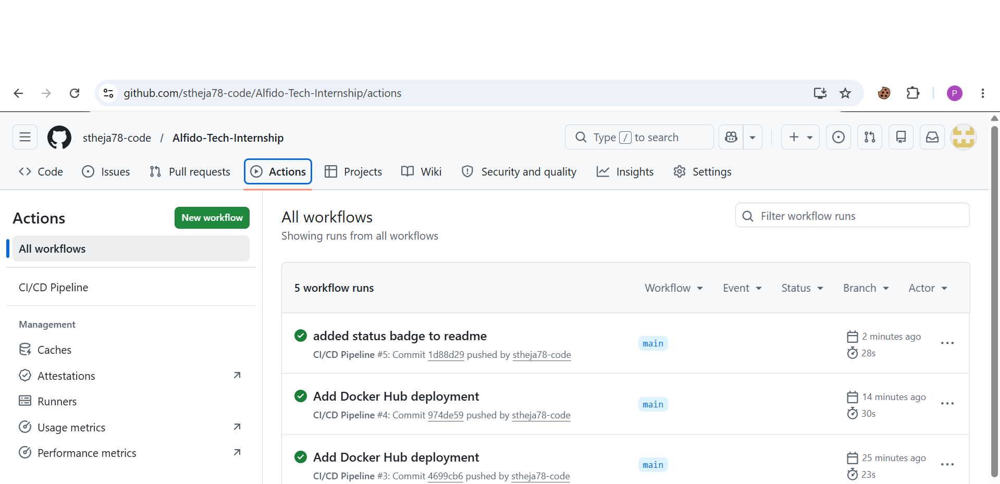 github.com/stheja78-code/Alfido-Tech-Internship/actions
P
stheja78-code / Alfido-Tech-Internship
Type / to search
Code
Issues
Pull requests
Actions
Projects
Wiki
Security and quality
Insights
Settings
Actions
New workflow
All workflows
CI/CD Pipeline
Management
Caches
Attestations
Runners
Usage metrics
Performance metrics
All workflows
Showing runs from all workflows
Filter workflow runs
5 workflow runs
Workflow
Event
Status
Branch
Actor
added status badge to readme
CI/CD Pipeline #5: Commit 1d88d29 pushed by stheja78-code
main
2 minutes ago
28s
Add Docker Hub deployment
CI/CD Pipeline #4: Commit 974de59 pushed by stheja78-code
main
14 minutes ago
30s
Add Docker Hub deployment
CI/CD Pipeline #3: Commit 4699cb6 pushed by stheja78-code
main
25 minutes ago
23s